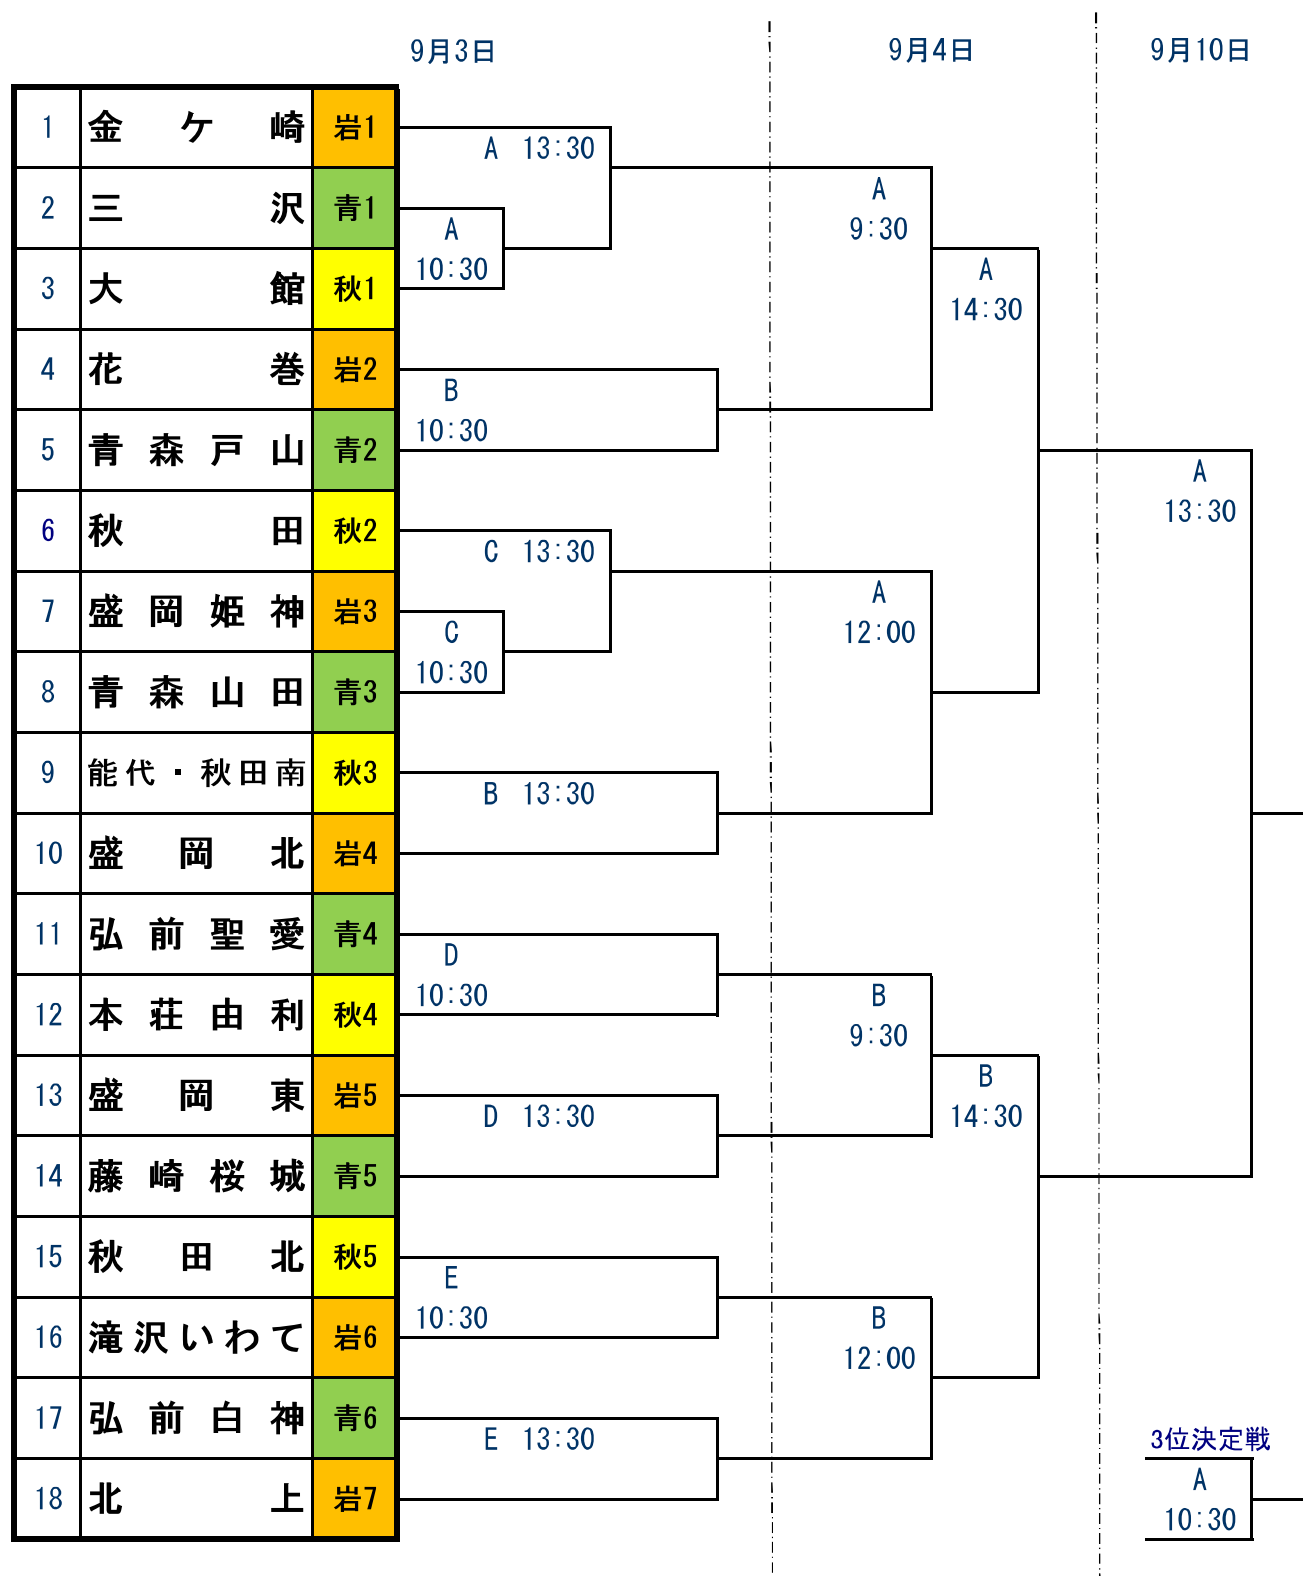 9月3日 9月4日 9月10日
1 金ケ崎 岩1
A 13:30
2 三沢 青1
A
9:30
A
10:30
3 大館 秋1
A
14:30
4 花巻 岩2
B
10:30
5 青森戸山 青2
A
13:30
6 秋田 秋2
C 13:30
7 盛岡姫神 岩3
A
12:00
C
10:30
8 青森山田 青3
9 能代・秋田南 秋3
B 13:30
10 盛岡北 岩4
11 弘前聖愛 青4
D
10:30
12 本荘由利 秋4
B
9:30
13 盛岡東 岩5
D 13:30
B
14:30
14 藤崎桜城 青5
15 秋田北 秋5
E
10:30
16 滝沢いわて 岩6
B
12:00
17 弘前白神 青6
E 13:30
3位決定戦
18 北上 岩7
A
10:30